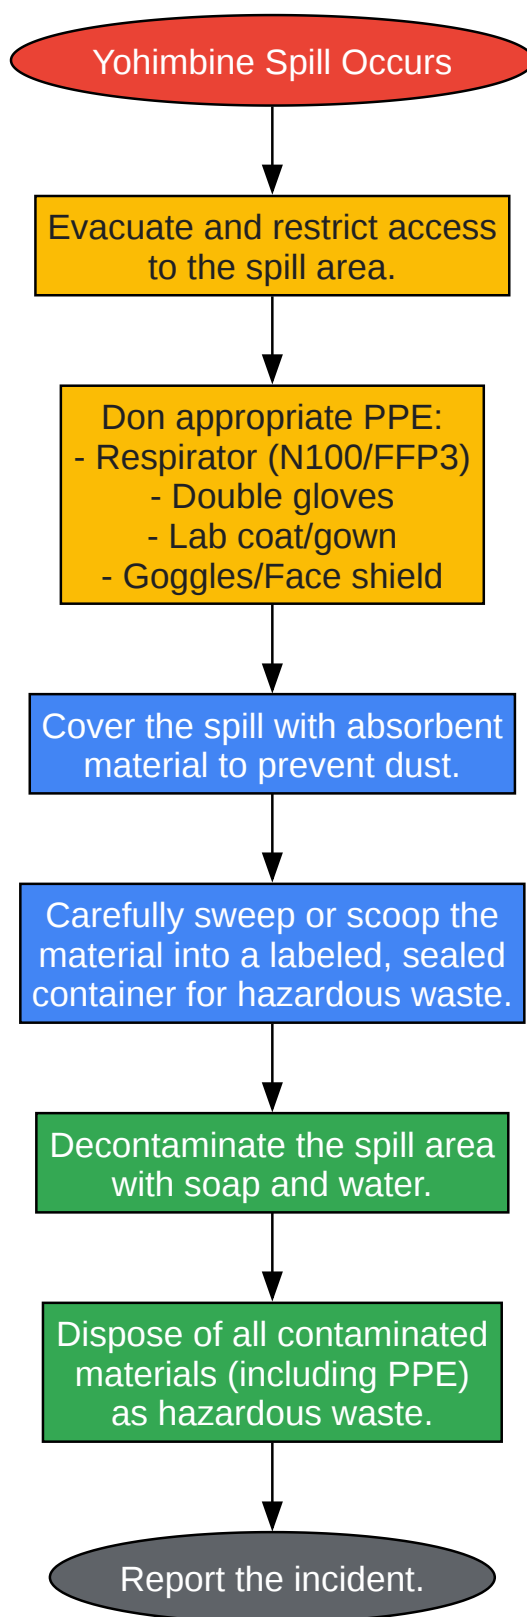 Yohimbine Spill Occurs
Evacuate and restrict access
to the spill area.
Don appropriate PPE:
- Respirator (N100/FFP3)
- Double gloves
- Lab coat/gown
- Goggles/Face shield
Cover the spill with absorbent
material to prevent dust.
Carefully sweep or scoop the
material into a labeled, sealed
container for hazardous waste.
Decontaminate the spill area
with soap and water.
Dispose of all contaminated
materials (including PPE)
as hazardous waste.
Report the incident.